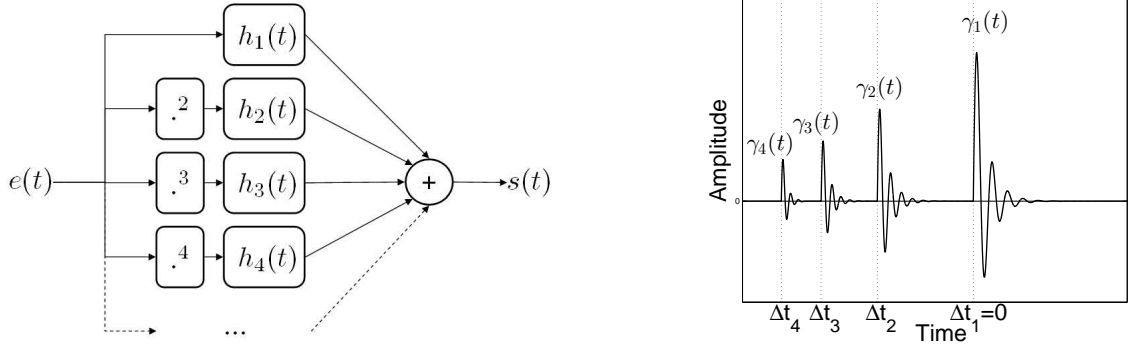 h₁(t)
.² h₂(t)
e(t) .³ h₃(t) + s(t)
.⁴ h₄(t)
...
γ₁(t)
γ₂(t)
γ₃(t)
γ₄(t)
Amplitude
0
Δt₄ Δt₃ Δt₂ Δt₁=0
Time